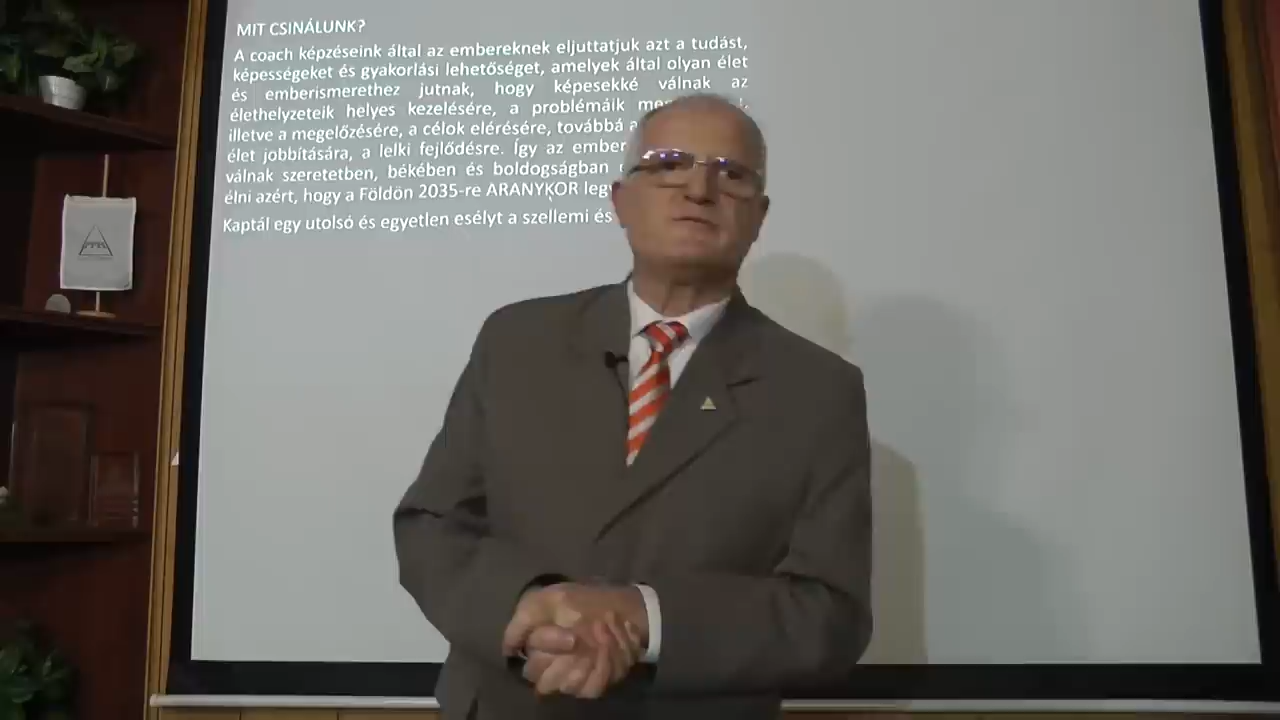 MIT CSINÁLUNK?
A coach képzéseink által az embereknek eljuttatjuk azt a tudást,
képességeket és gyakorlási lehetőséget, amelyek által olyan élet
és emberismerethez jutnak, hogy képesekké válnak az
élethelyzeteik helyes kezelésére, a problémáik
illetve a megelőzésére, a célok elérésére, továbbá a
élet jobbítására, a lelki fejlődésre. Így az ember
válnak szeretetben, békében és boldogságban
élni azért, hogy a Földön 2035-re ARANYKOR
Kaptál egy utolsó és egyetlen esélyt a szellemi és